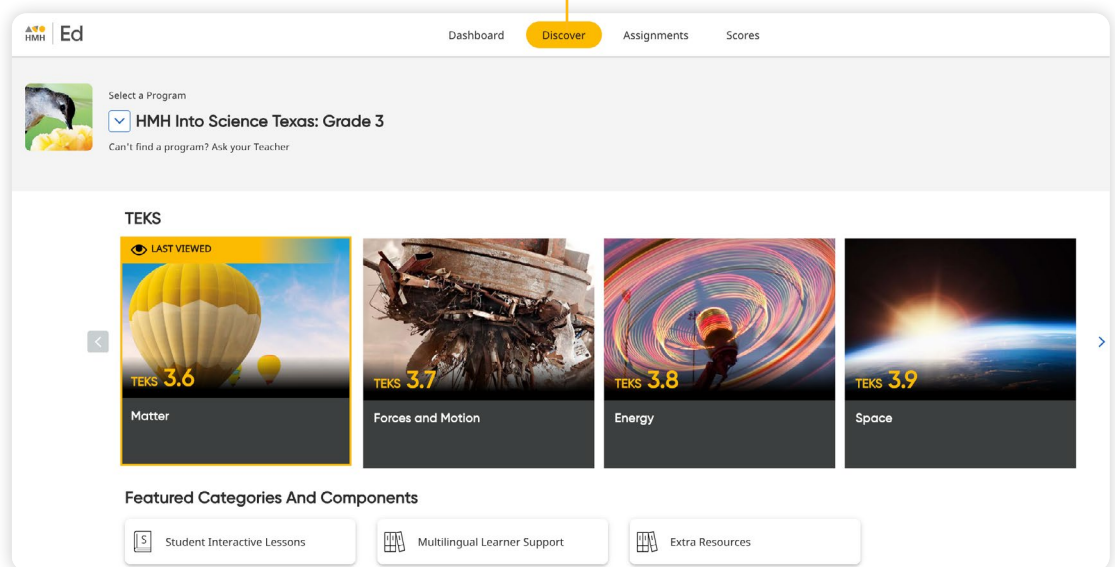 HMH Ed
Dashboard Discover Assignments Scores
Select a Program
HMH Into Science Texas: Grade 3
Can't find a program? Ask your Teacher
TEKS
LAST VIEWED
TEKS 3.6
Matter
TEKS 3.7
Forces and Motion
TEKS 3.8
Energy
TEKS 3.9
Space
Featured Categories And Components
S Student Interactive Lessons
Multilingual Learner Support
Extra Resources